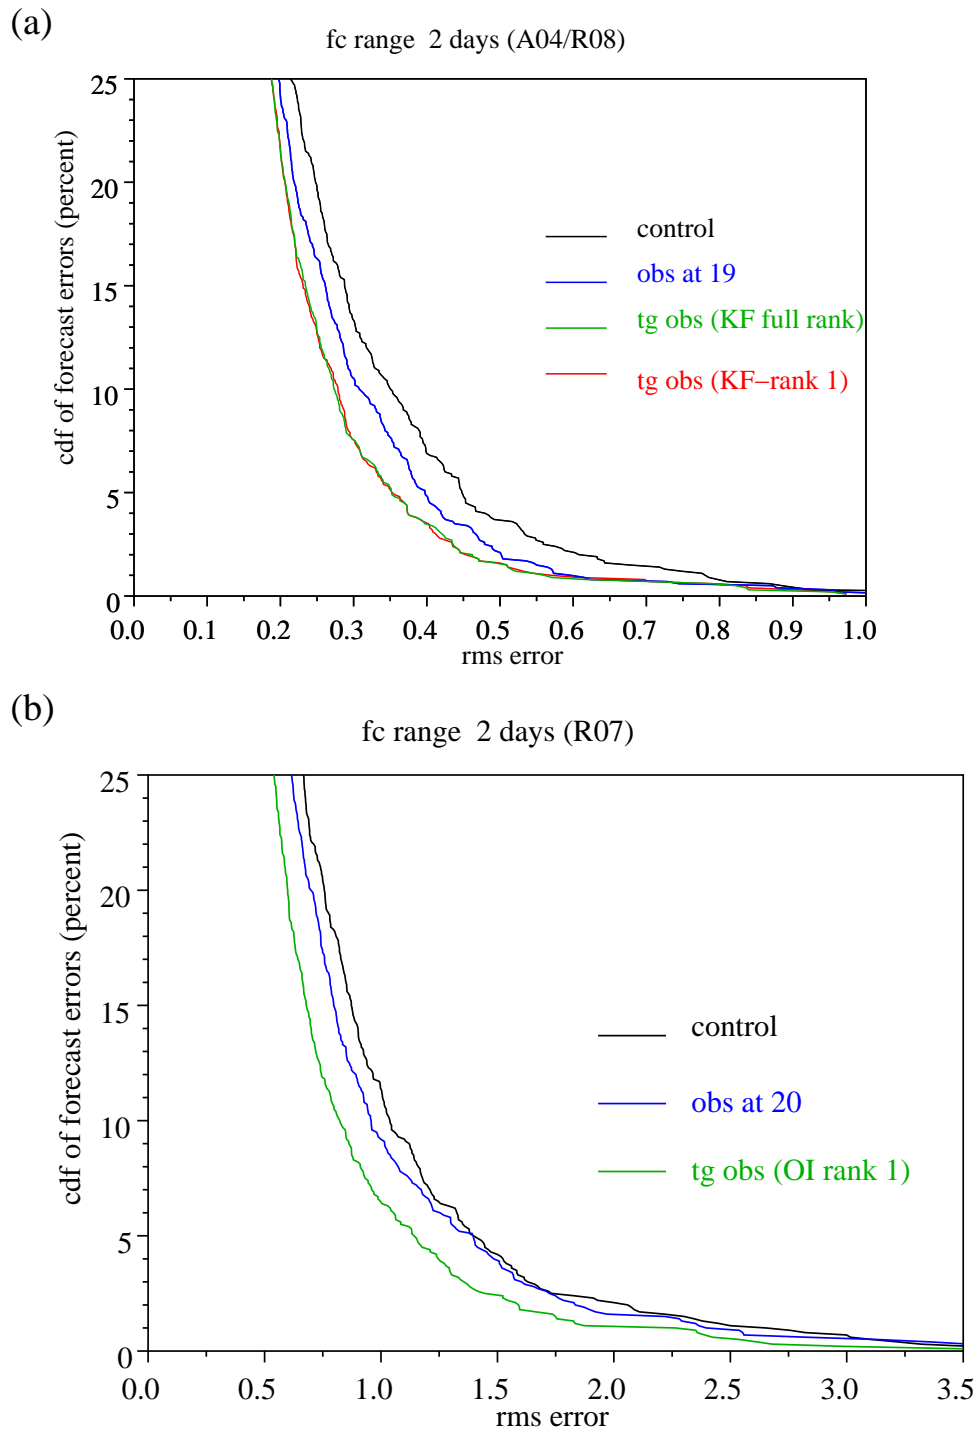 (a)
fc range 2 days (A04/R08)
cdf of forecast errors (percent)
25
20
15
10
5
0
control
obs at 19
tg obs (KF full rank)
tg obs (KF−rank 1)
0.0 0.1 0.2 0.3 0.4 0.5 0.6 0.7 0.8 0.9 1.0
rms error
(b)
fc range 2 days (R07)
cdf of forecast errors (percent)
25
20
15
10
5
0
control
obs at 20
tg obs (OI rank 1)
0.0 0.5 1.0 1.5 2.0 2.5 3.0 3.5
rms error